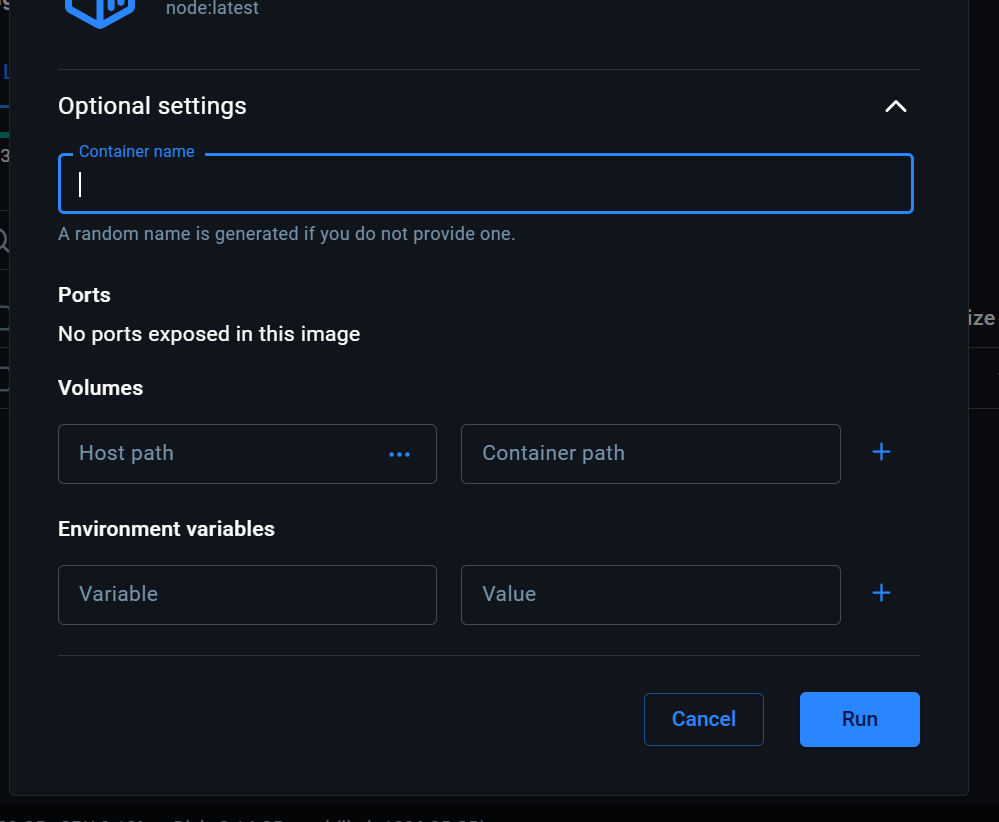 node:latest
Optional settings
Container name
A random name is generated if you do not provide one.
Ports
No ports exposed in this image
ize
Volumes
Host path ••• Container path +
Environment variables
Variable Value +
Cancel Run